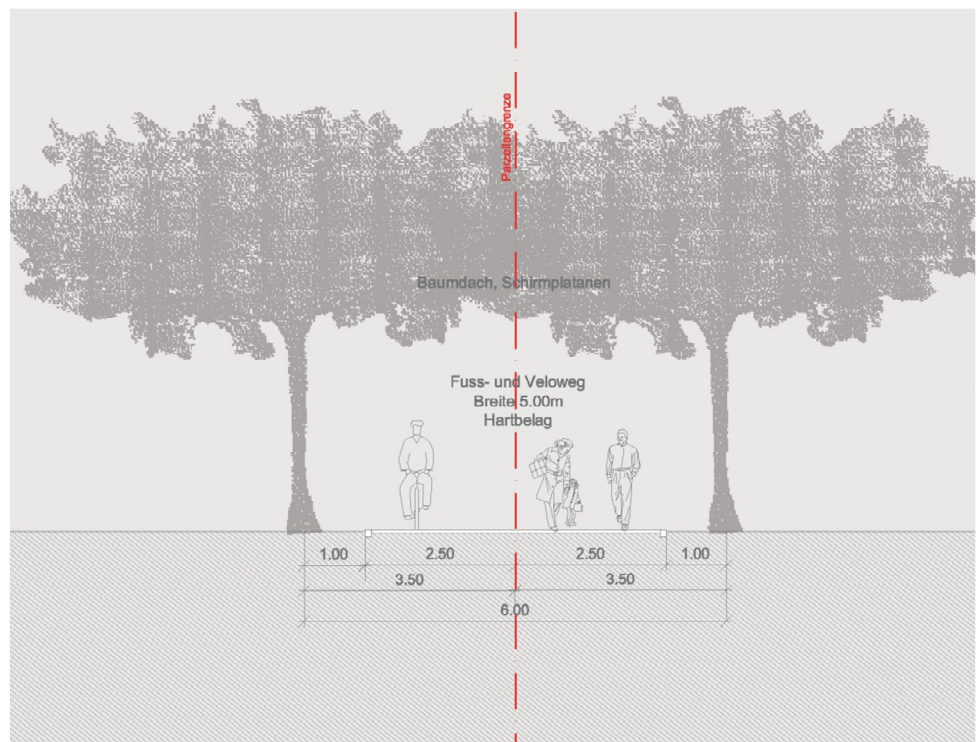 Parzellengrenze
Baumdach, Schirmplatanen
Fuss- und Veloweg
Breite 5.00m
Hartbelag
1.00 2.50 2.50 1.00
3.50 3.50
6.00